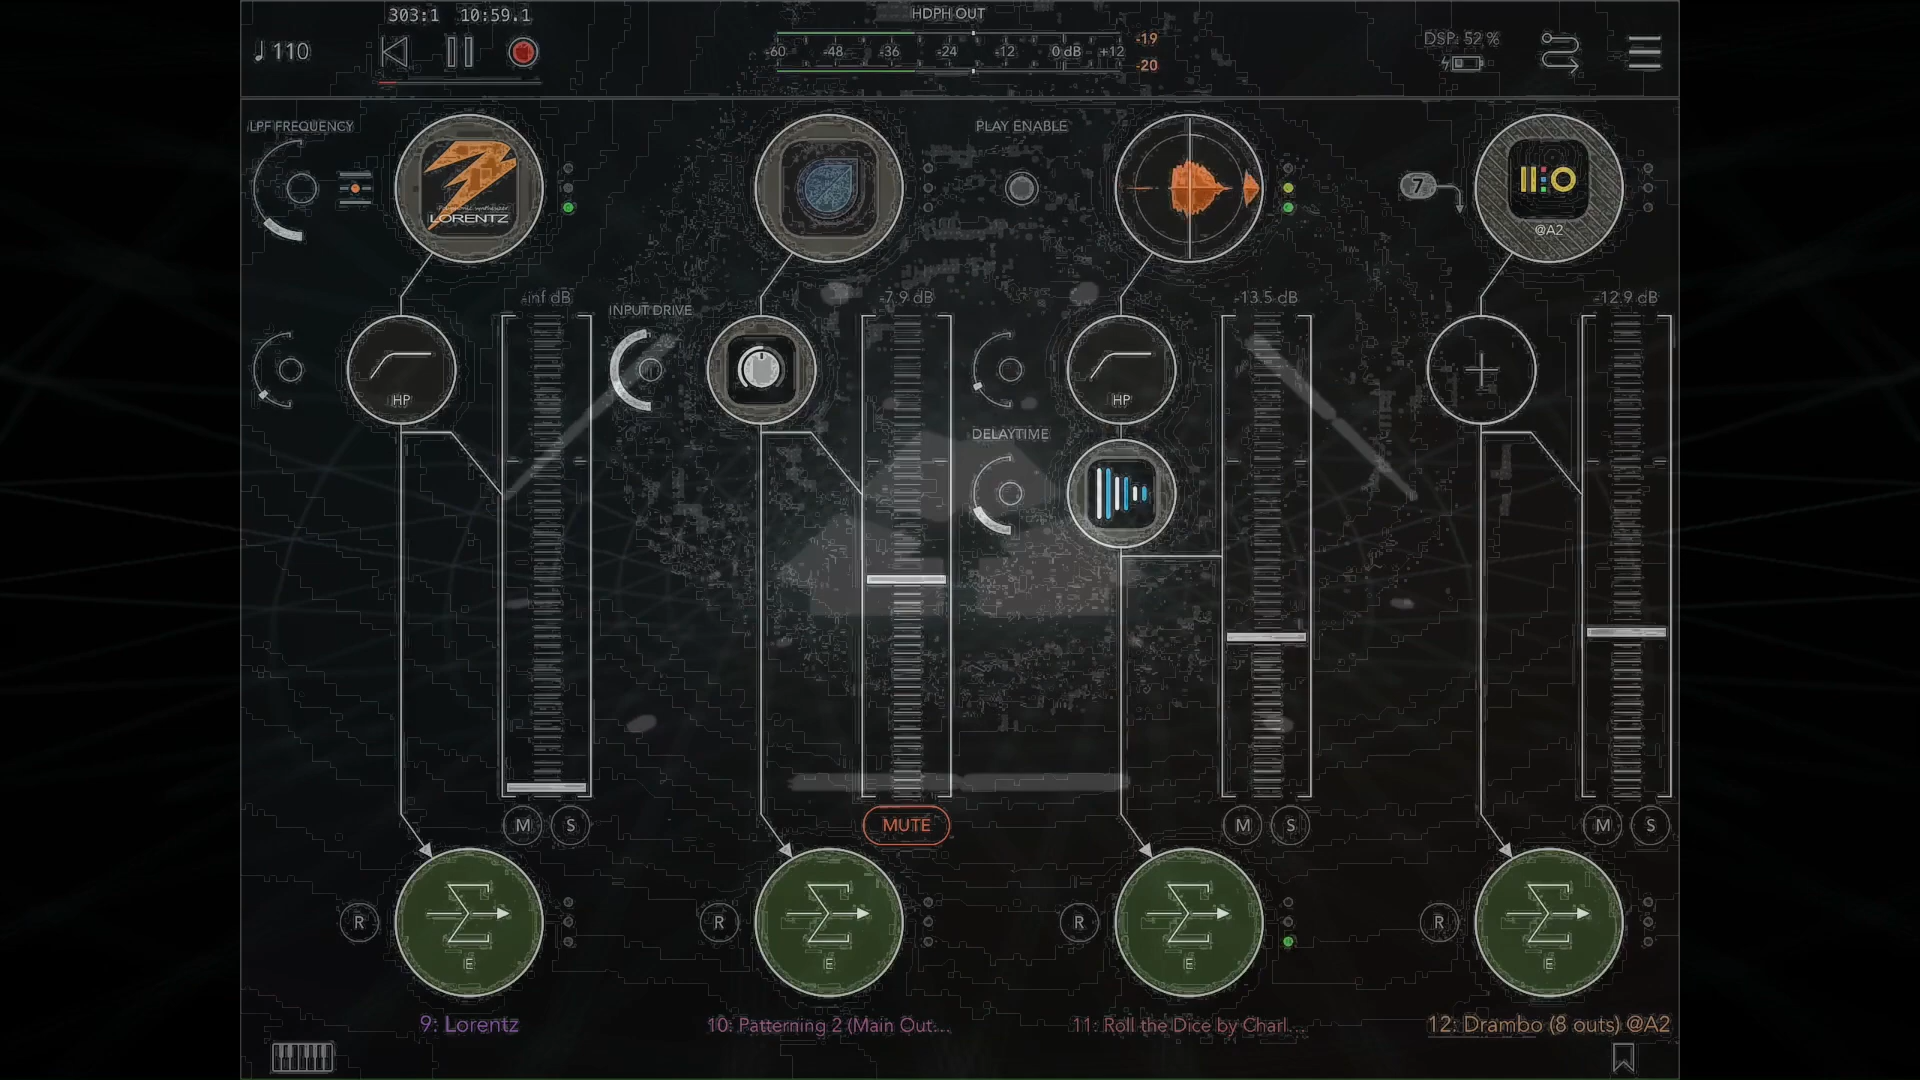 303:1 10:59.1
HDPH OUT
110
-60 -48 -36 -24 -12 0 dB +12
-19
-20
DSP: 52 %
LPF FREQUENCY
PLAY ENABLE
LORENTZ
7
@A2
-inf dB
-7.9 dB
-13.5 dB
-12.9 dB
INPUT DRIVE
HP
HP
DELAYTIME
M S
MUTE
M S
M S
R
R
R
R
E
E
E
E
9: Lorentz
10: Patterning 2 (Main Out...
11: Roll the Dice by Charl...
12: Drambo (8 outs) @A2